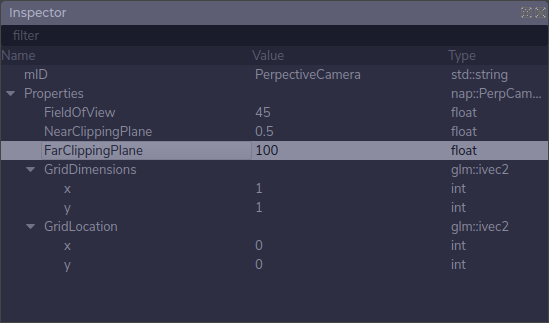 Inspector
filter
Name Value Type
mID PerpectiveCamera std::string
Properties nap::PerpCam...
FieldOfView 45 float
NearClippingPlane 0.5 float
FarClippingPlane 100 float
GridDimensions glm::ivec2
x 1 int
y 1 int
GridLocation glm::ivec2
x 0 int
y 0 int